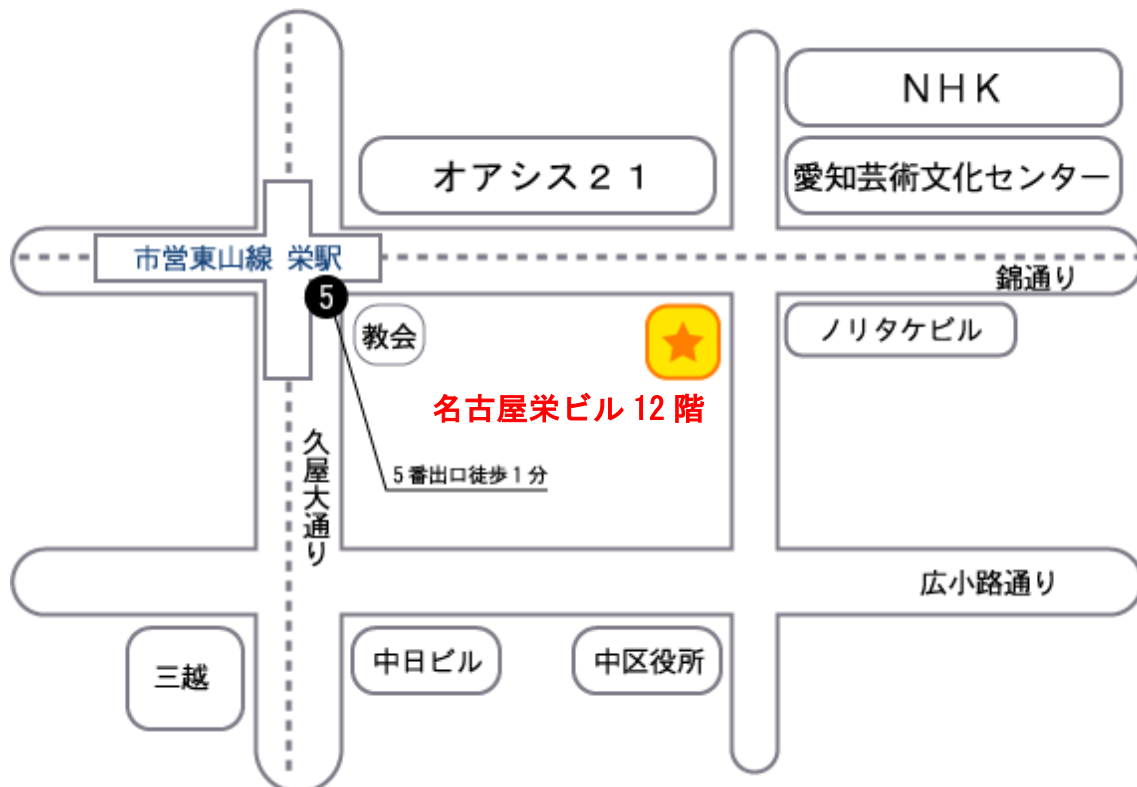 NHK
オアシス21
愛知芸術文化センター
市営東山線 栄駅
錦通り
5
教会
ノリタケビル
名古屋栄ビル12階
久屋大通り
5番出口徒歩1分
広小路通り
三越
中日ビル
中区役所